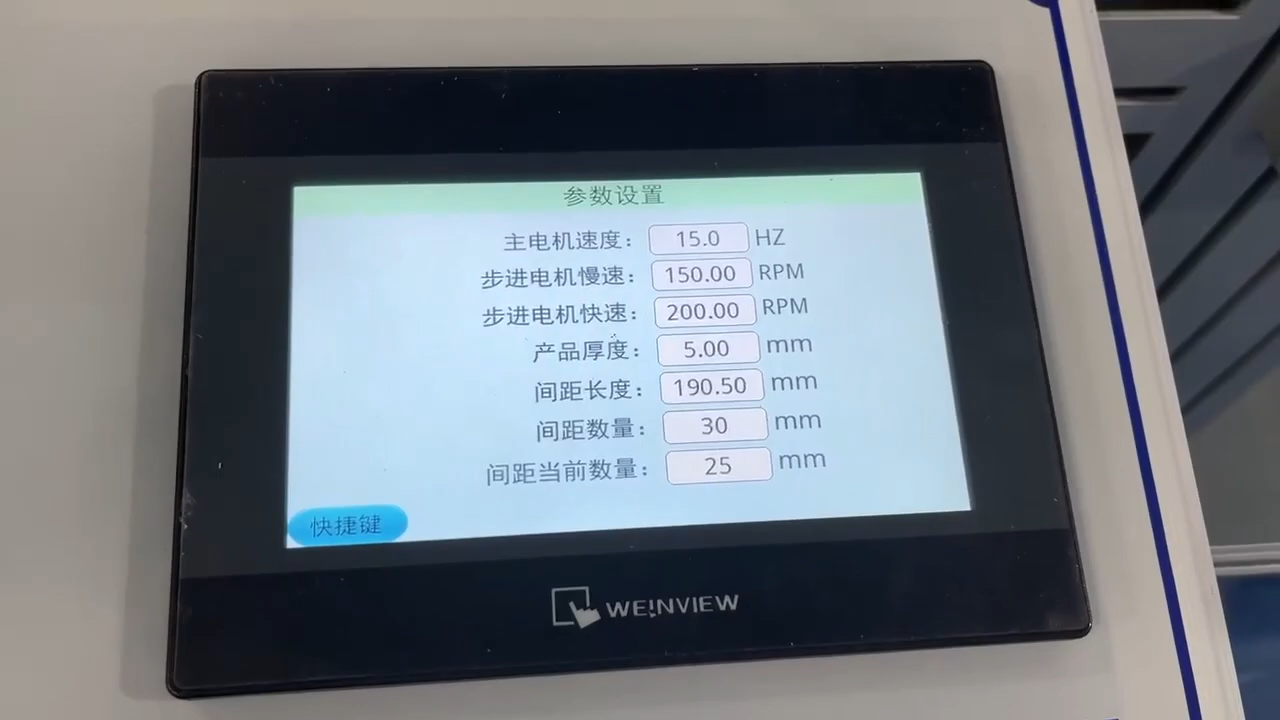 参数设置
主电机速度： 15.0 HZ
步进电机慢速： 150.00 RPM
步进电机快速： 200.00 RPM
产品厚度： 5.00 mm
间距长度： 190.50 mm
间距数量： 30 mm
间距当前数量： 25 mm
快捷键
WEINVIEW